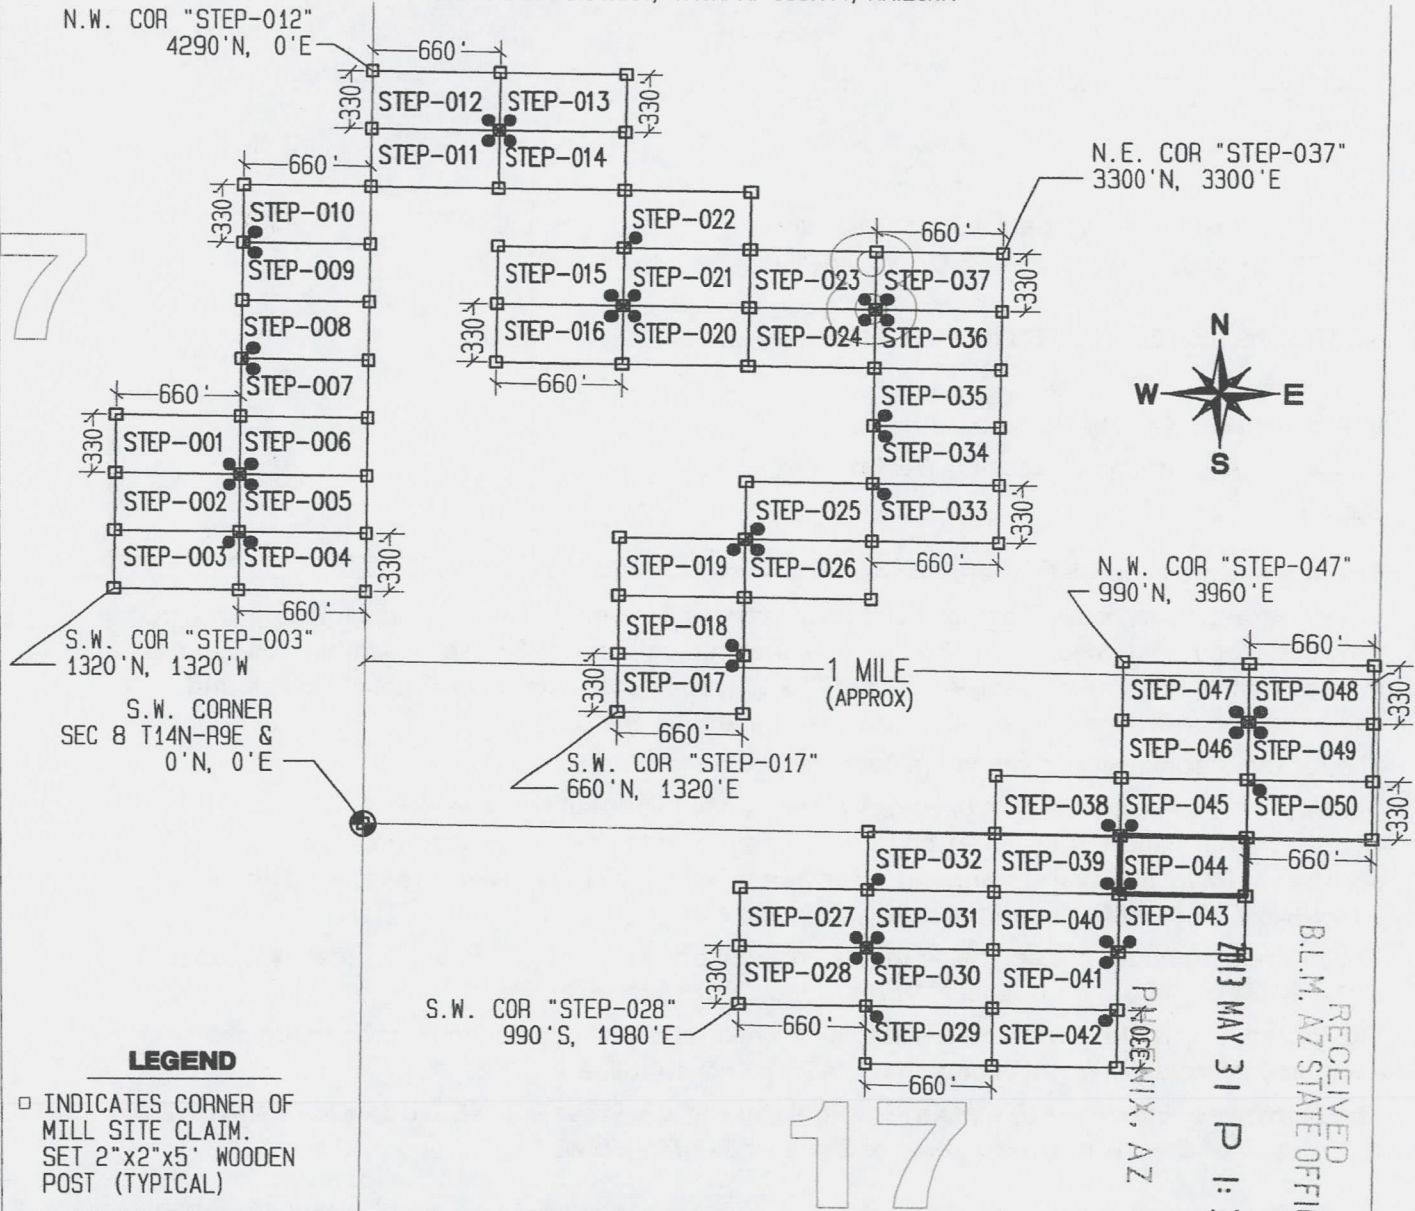 N.W. COR "STEP-012"
4290'N, 0'E
660'
330
STEP-012 STEP-013
330
STEP-011 STEP-014
660'
N.E. COR "STEP-037"
3300'N, 3300'E
330
STEP-010
STEP-022
660'
7
STEP-009
STEP-015 STEP-021 STEP-023 STEP-037
8
330
STEP-008
330
STEP-016 STEP-020 STEP-024 STEP-036
N
W E
S
660'
STEP-007
STEP-035
660'
330
STEP-001 STEP-006
STEP-034
STEP-002 STEP-005
STEP-025 STEP-033
330
STEP-003 STEP-004
330
STEP-019 STEP-026
660'
N.W. COR "STEP-047"
990'N, 3960'E
660'
S.W. COR "STEP-003"
1320'N, 1320'W
STEP-018
660'
1 MILE
(APPROX)
330
STEP-017
STEP-047 STEP-048
330
S.W. CORNER
SEC 8 T14N-R9E &
0'N, 0'E
660'
STEP-046 STEP-049
S.W. COR "STEP-017"
660'N, 1320'E
STEP-038 STEP-045 STEP-050
330
STEP-032 STEP-039 STEP-044
660'
STEP-027 STEP-031 STEP-040 STEP-043
330
STEP-028 STEP-030 STEP-041
S.W. COR "STEP-028"
990'S, 1980'E
660'
STEP-029 STEP-042
330
660'
17
LEGEND
INDICATES CORNER OF
MILL SITE CLAIM.
SET 2"x2"x5' WOODEN
POST (TYPICAL)
RECEIVED
B.L.M. AZ STATE OFFI
2013 MAY 31 P 1:
PHOENIX, AZ